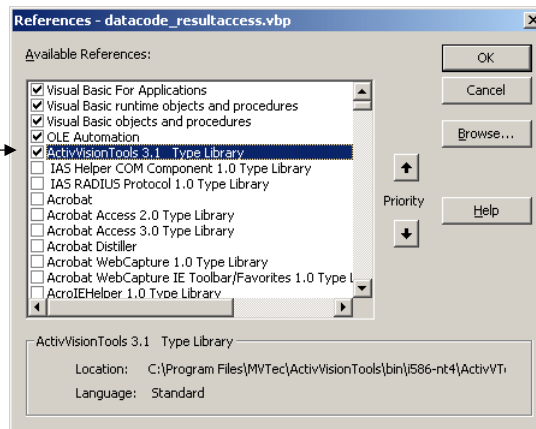 References - datacode_resultaccess.vbp
Available References:
OK
Visual Basic For Applications
Cancel
Visual Basic runtime objects and procedures
Visual Basic objects and procedures
OLE Automation
Browse...
ActivVisionTools 3.1 Type Library
IAS Helper COM Component 1.0 Type Library
IAS RADIUS Protocol 1.0 Type Library
Acrobat
Priority
Help
Acrobat Access 2.0 Type Library
Acrobat Access 3.0 Type Library
Acrobat Distiller
Acrobat WebCapture 1.0 Type Library
Acrobat WebCapture IE Toolbar/Favorites 1.0 Type L
AcroIEHelper 1.0 Type Library
ActivVisionTools 3.1 Type Library
Location: C:\Program Files\MVTec\ActivVisionTools\bin\i586-nt4\ActivVTo
Language: Standard